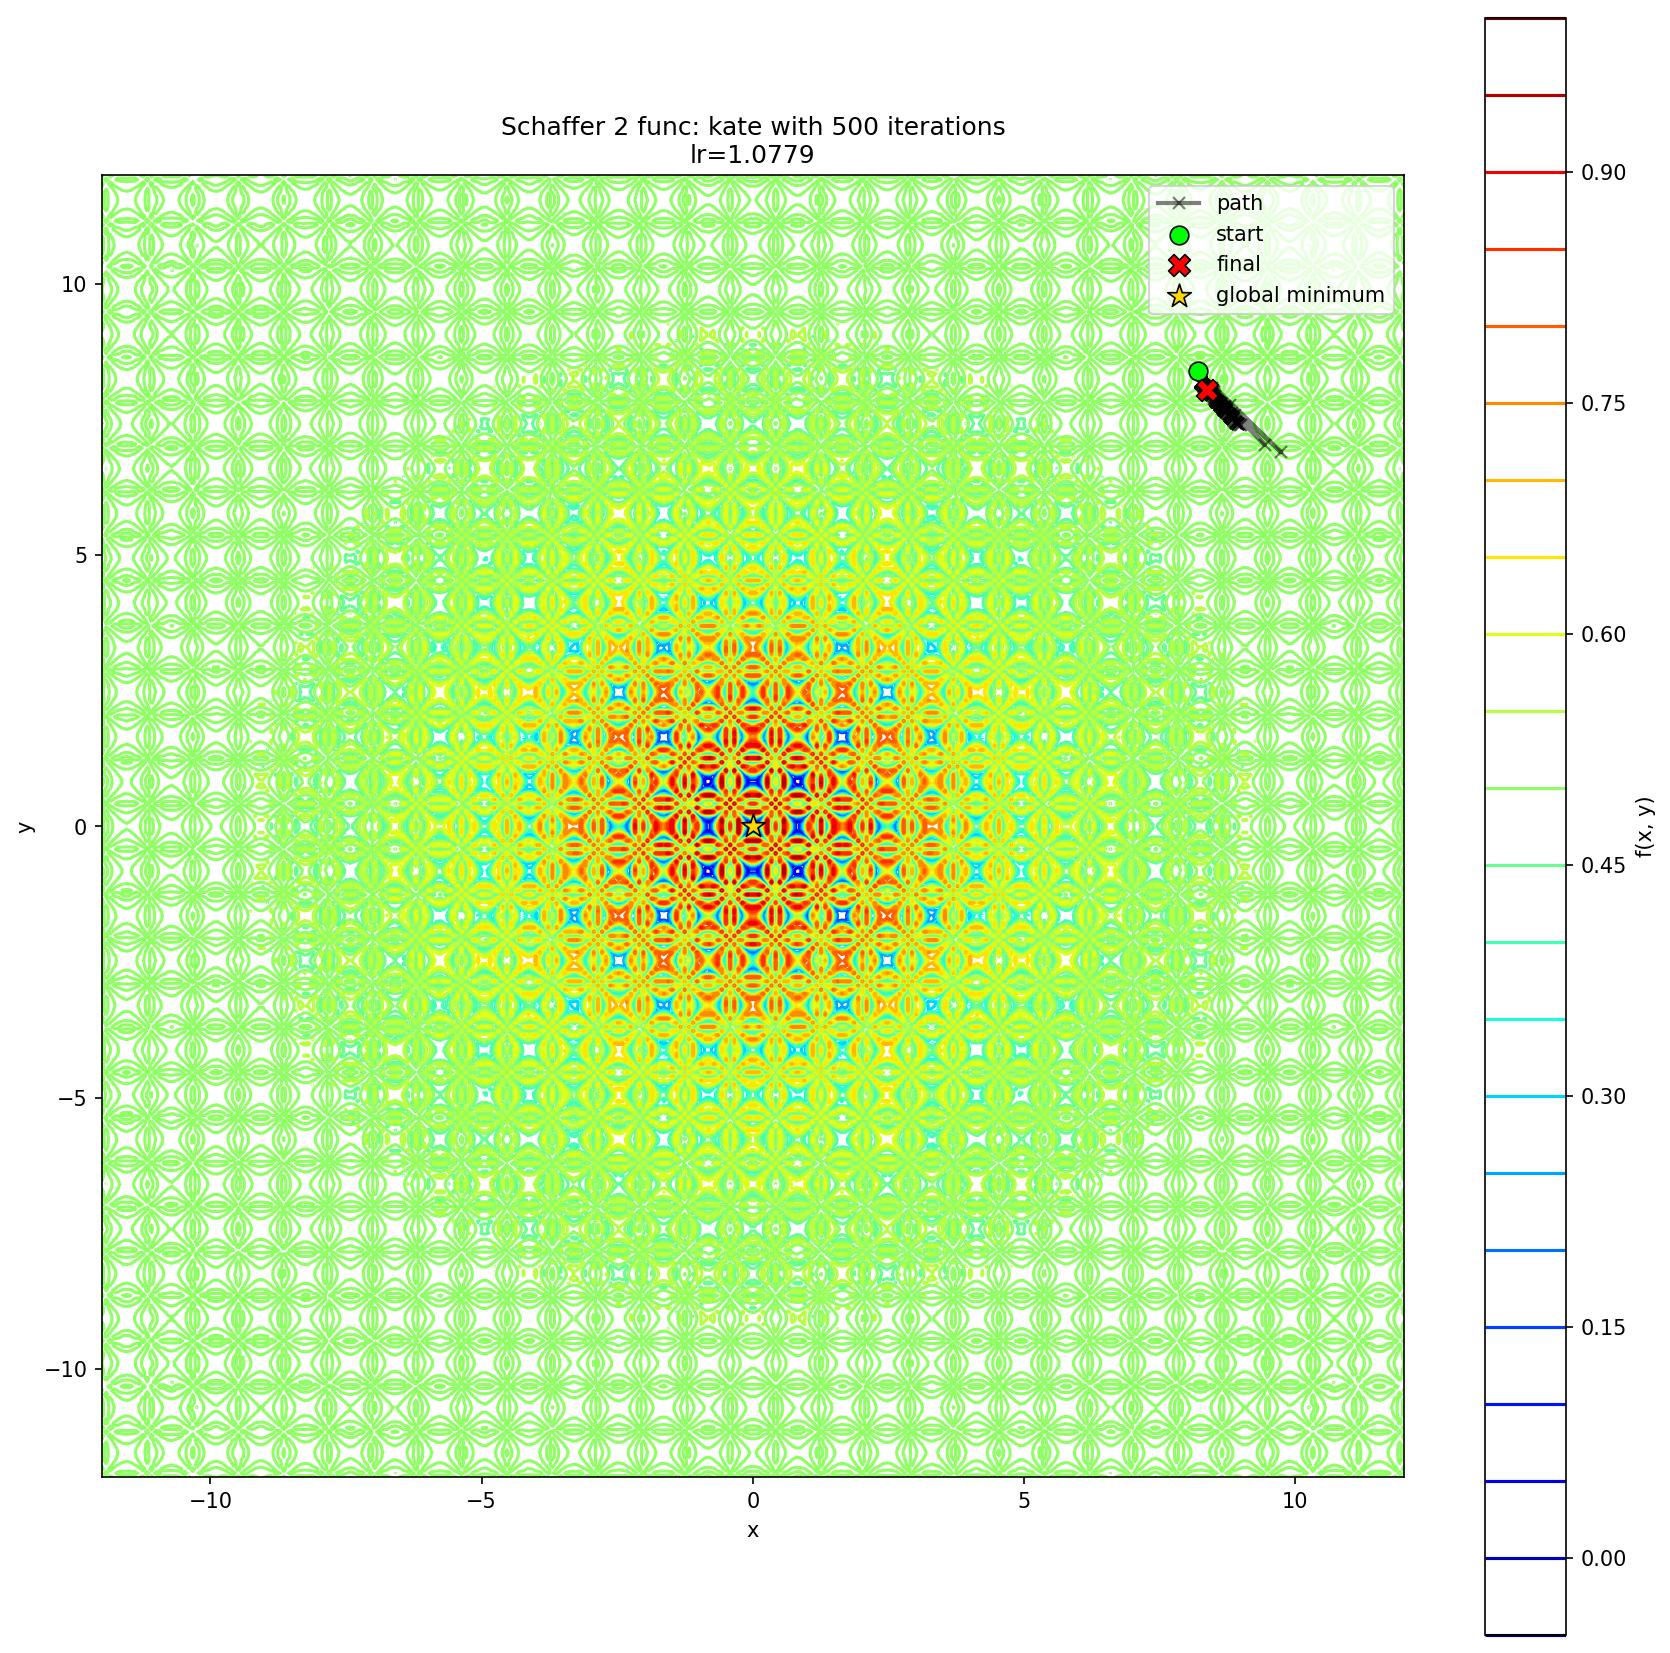 Schaffer 2 func: kate with 500 iterations
lr=1.0779
path
start
final
global minimum
10
5
0
−5
−10
y
−10
−5
0
5
10
x
0.90
0.75
0.60
0.45
0.30
0.15
0.00
f(x, y)